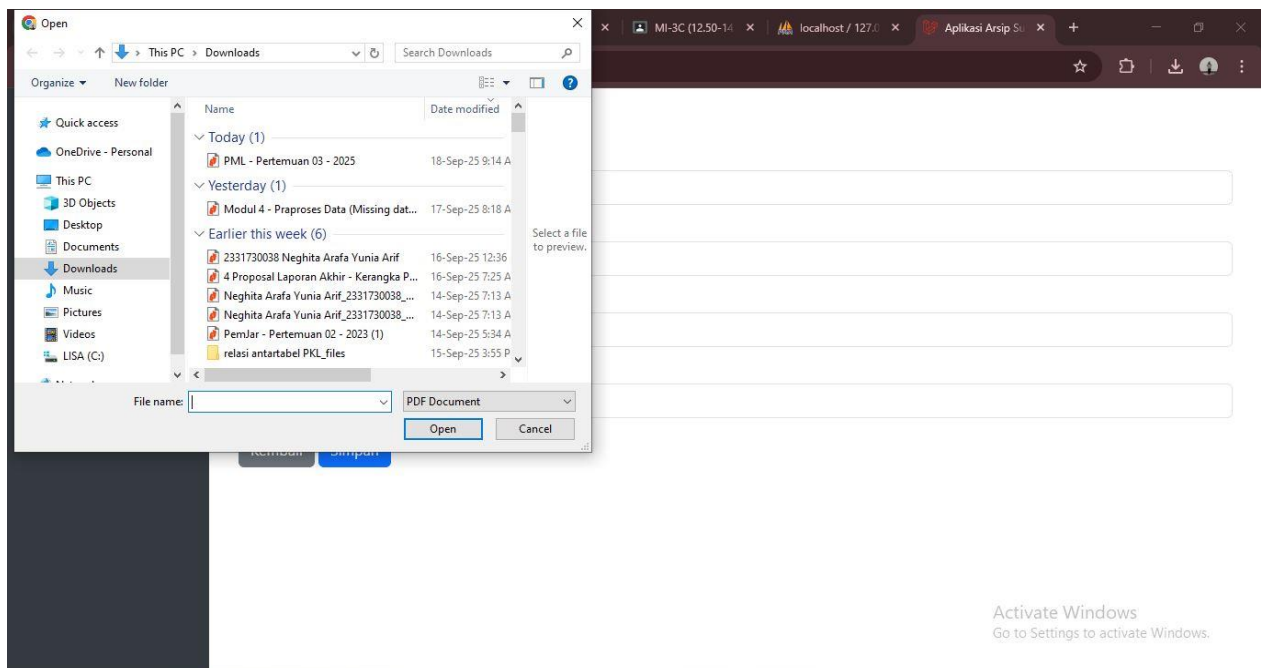 Open
MI-3C (12.50-14
localhost / 127.0
Aplikasi Arsip Su
This PC > Downloads
Search Downloads
Organize
New folder
Quick access
OneDrive - Personal
This PC
3D Objects
Desktop
Documents
Downloads
Music
Pictures
Videos
LISA (C:)
Name Date modified
Today (1)
PML - Pertemuan 03 - 2025 18-Sep-25 9:14 A
Yesterday (1)
Modul 4 - Praproses Data (Missing dat... 17-Sep-25 8:18 A
Earlier this week (6)
2331730038 Neghita Arafa Yunia Arif 16-Sep-25 12:36
4 Proposal Laporan Akhir - Kerangka P... 16-Sep-25 7:25 A
Neghita Arafa Yunia Arif_2331730038_... 14-Sep-25 7:13 A
Neghita Arafa Yunia Arif_2331730038_... 14-Sep-25 7:13 A
PemJar - Pertemuan 02 - 2023 (1) 14-Sep-25 5:34 A
relasi antartabel PKL_files 15-Sep-25 3:55 P
Select a file
to preview.
File name:
PDF Document
Open
Cancel
Kembali
Simpan
Activate Windows
Go to Settings to activate Windows.